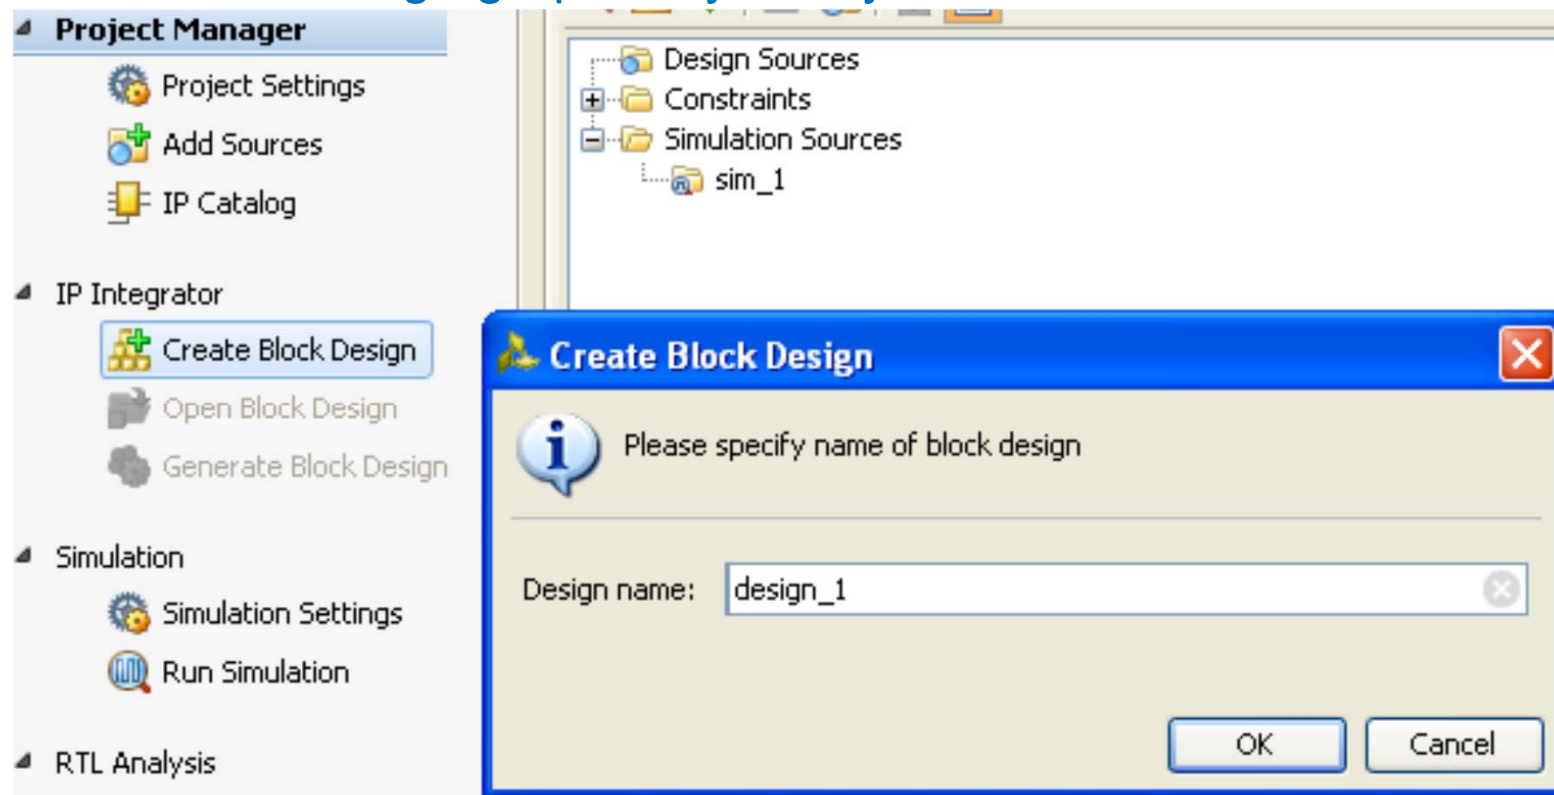 Project Manager
Project Settings
Add Sources
IP Catalog
IP Integrator
Create Block Design
Open Block Design
Generate Block Design
Simulation
Simulation Settings
Run Simulation
RTL Analysis
Design Sources
Constraints
Simulation Sources
sim_1
Create Block Design
Please specify name of block design
Design name: design_1
OK Cancel